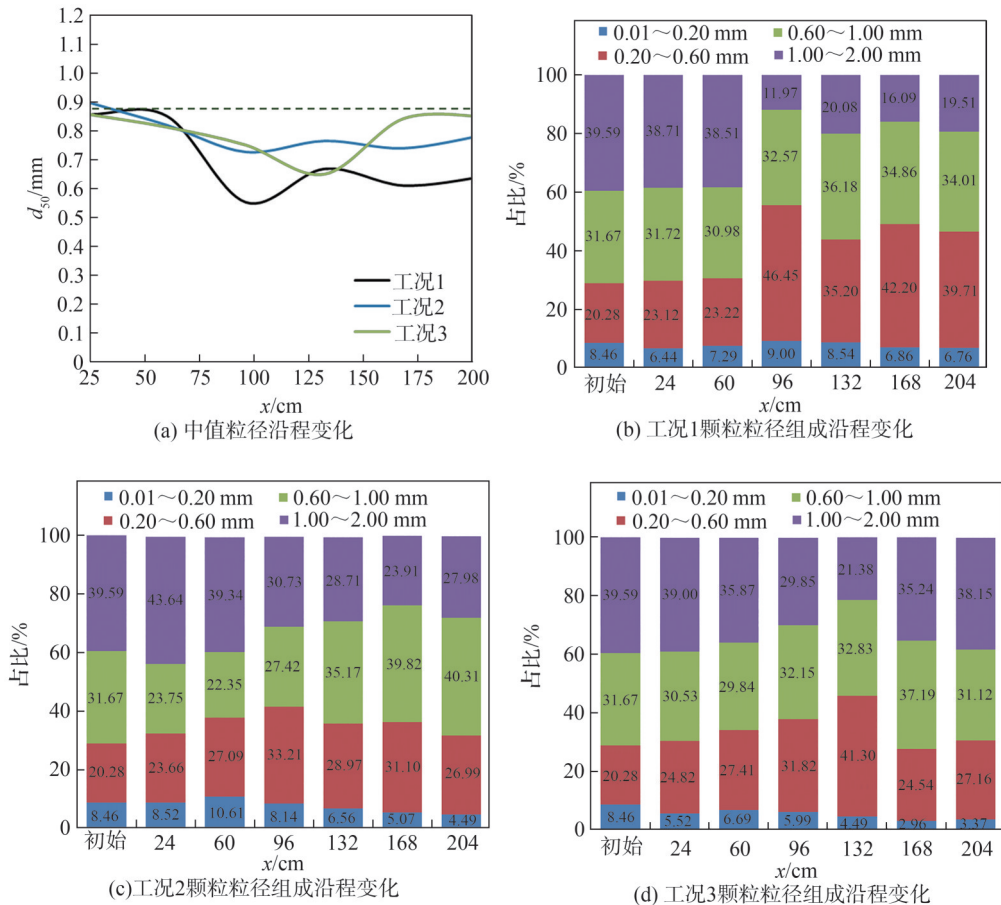 1.2
1.1
1.0
0.9
0.8
0.7
0.6
0.5
0.4
0.3
0.2
0.1
0
d50/mm
工况1
工况2
工况3
25 50 75 100 125 150 175 200
x/cm
(a) 中值粒径沿程变化
0.01～0.20 mm 0.60～1.00 mm
0.20～0.60 mm 1.00～2.00 mm
100
80
60
40
20
0
占比/%
39.59 38.71 38.51 11.97 20.08 16.09 19.51
31.67 31.72 30.98 32.57 36.18 34.86 34.01
20.28 23.12 23.22 46.45 35.20 42.20 39.71
8.46 6.44 7.29 9.00 8.54 6.86 6.76
初始 24 60 96 132 168 204
x/cm
(b) 工况1颗粒粒径组成沿程变化
0.01～0.20 mm 0.60～1.00 mm
0.20～0.60 mm 1.00～2.00 mm
100
80
60
40
20
0
占比/%
39.59 43.64 39.34 30.73 28.71 23.91 27.98
31.67 23.75 22.35 27.42 35.17 39.82 40.31
20.28 23.66 27.09 33.21 28.97 31.10 26.99
8.46 8.52 10.61 8.14 6.56 5.07 4.49
初始 24 60 96 132 168 204
x/cm
(c)工况2颗粒粒径组成沿程变化
0.01～0.20 mm 0.60～1.00 mm
0.20～0.60 mm 1.00～2.00 mm
100
80
60
40
20
0
占比/%
39.59 39.00 35.87 29.85 21.38 35.24 38.15
31.67 30.53 29.84 32.15 32.83 37.19 31.12
20.28 24.82 27.41 31.82 41.30 24.54 27.16
8.46 5.52 6.69 5.99 4.49 2.96 3.37
初始 24 60 96 132 168 204
x/cm
(d) 工况3颗粒粒径组成沿程变化